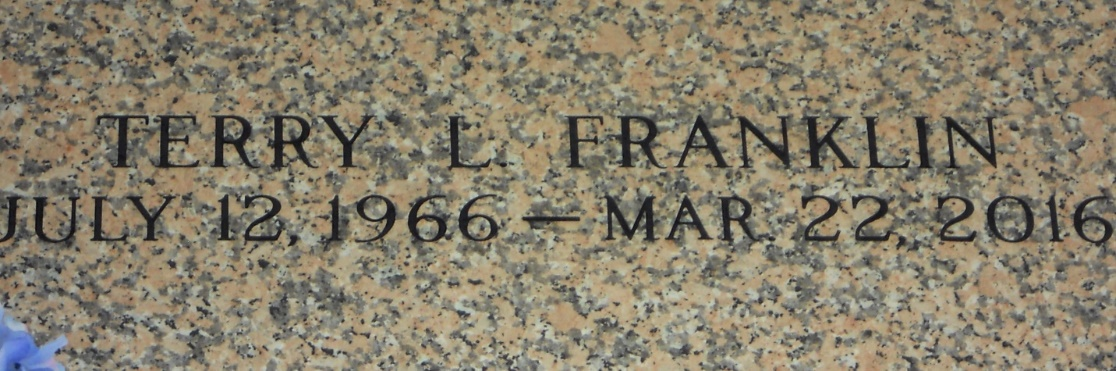 TERRY L. FRANKLIN
JULY 12, 1966 — MAR. 22, 2016